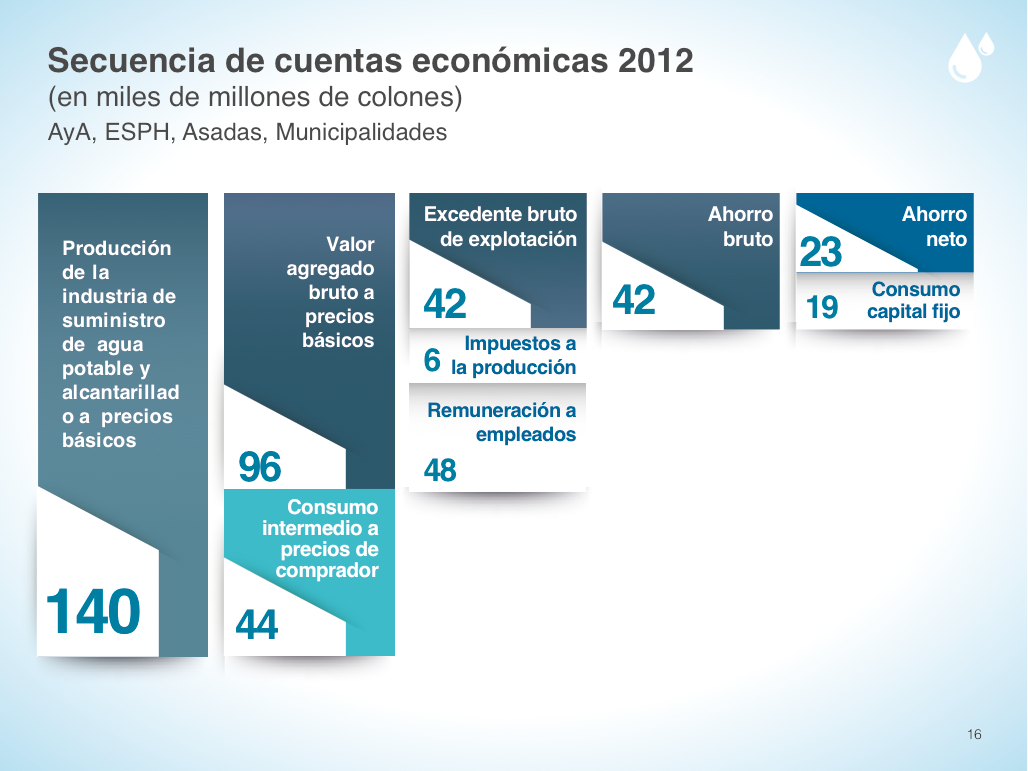 Secuencia de cuentas económicas 2012
(en miles de millones de colones)
AyA, ESPH, Asadas, Municipalidades
Producción
de la
industria de
suministro
de agua
potable y
alcantarillad
o a precios
básicos
140
Valor
agregado
bruto a
precios
básicos
96
Consumo
intermedio a
precios de
comprador
44
Excedente bruto
de explotación
42
6
Impuestos a
la producción
Remuneración a
empleados
48
Ahorro
bruto
42
Ahorro
neto
23
19
Consumo
capital fijo
16